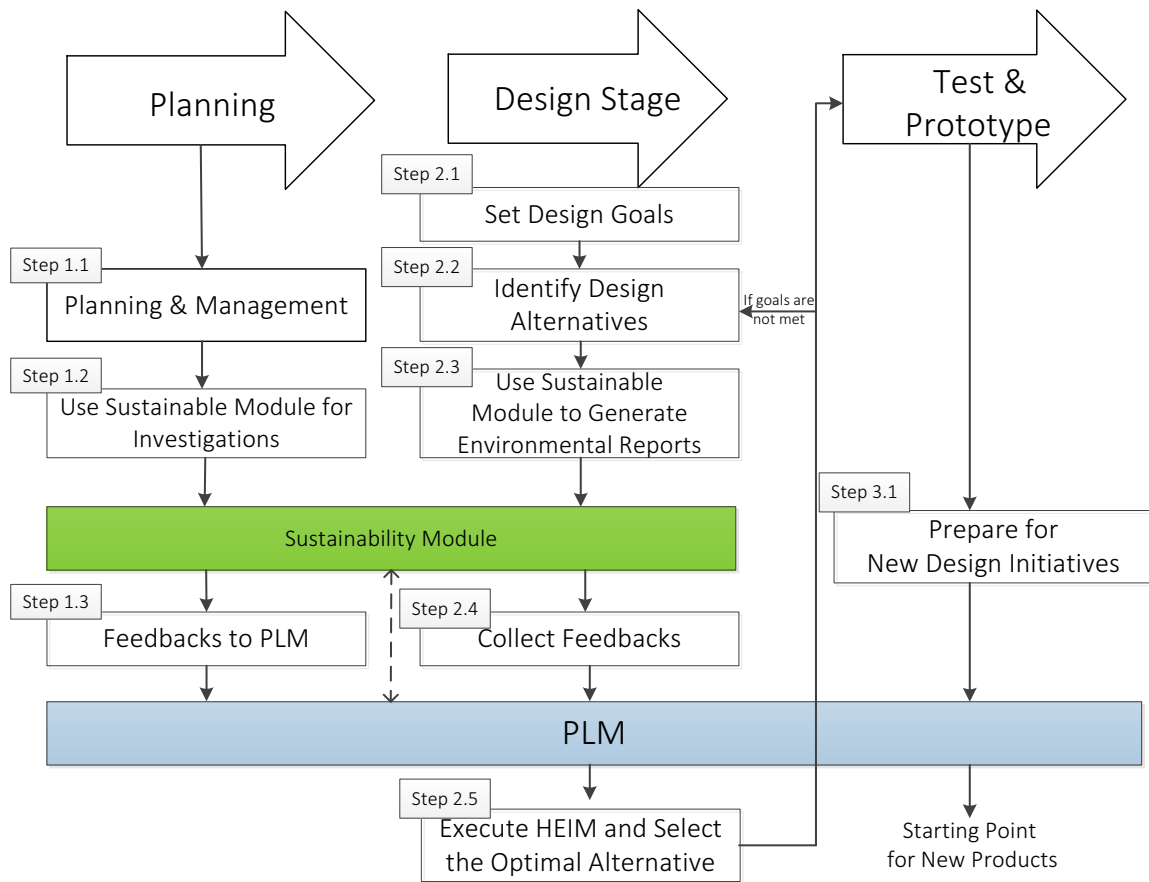 Planning
Design Stage
Test &
Prototype
Step 1.1
Planning & Management
Step 1.2
Use Sustainable Module for
Investigations
Step 2.1
Set Design Goals
Step 2.2
Identify Design
Alternatives
If goals are
not met
Step 2.3
Use Sustainable
Module to Generate
Environmental Reports
Sustainability Module
Step 1.3
Feedbacks to PLM
Step 2.4
Collect Feedbacks
Step 3.1
Prepare for
New Design Initiatives
PLM
Step 2.5
Execute HEIM and Select
the Optimal Alternative
Starting Point
for New Products